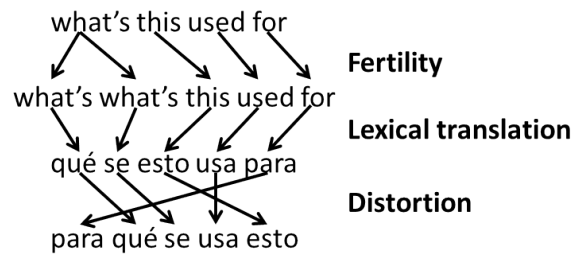 what’s this used for
Fertility
what’s what’s this used for
Lexical translation
qué se esto usa para
Distortion
para qué se usa esto